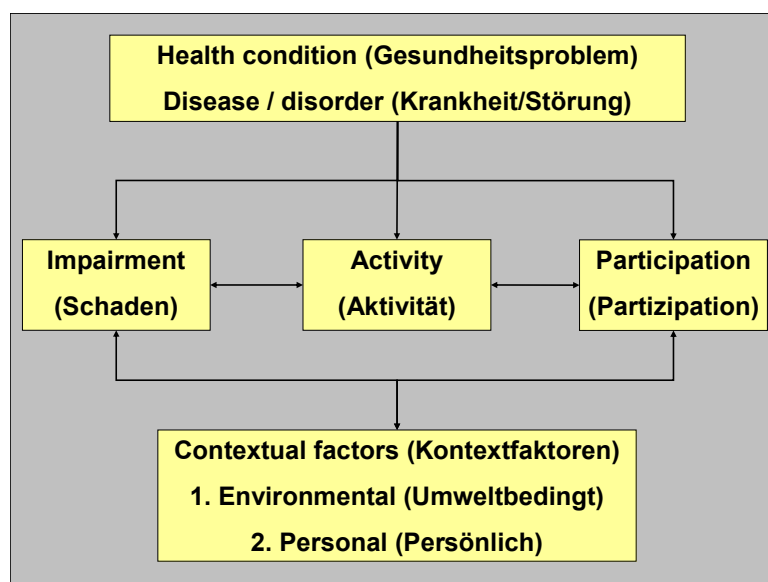 Health condition (Gesundheitsproblem)
Disease / disorder (Krankheit/Störung)
Impairment
(Schaden)
Activity
(Aktivität)
Participation
(Partizipation)
Contextual factors (Kontextfaktoren)
1. Environmental (Umweltbedingt)
2. Personal (Persönlich)